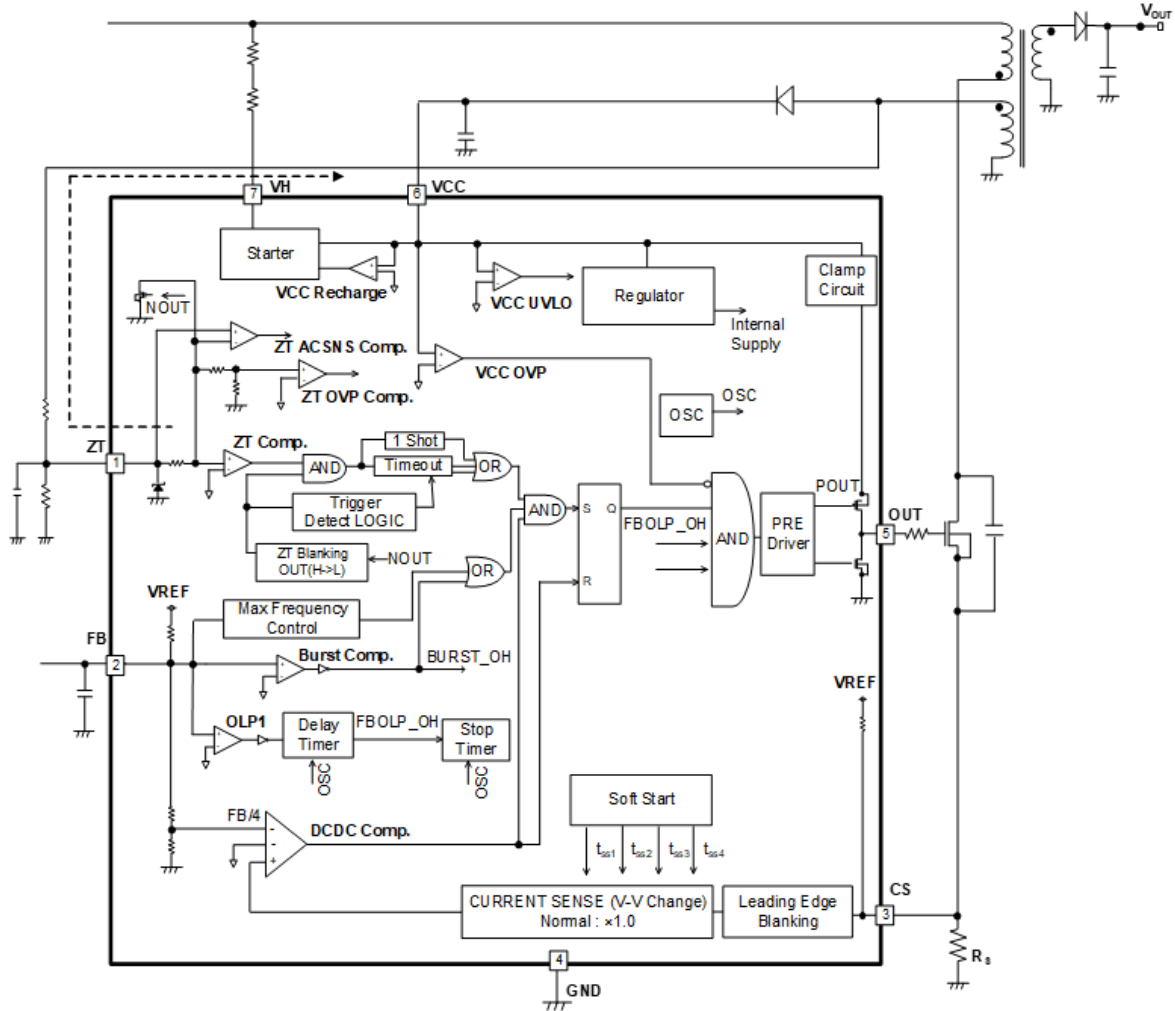 VOUT
7
VH
6
VCC
Starter
VCC Recharge
VCC UVLO
Regulator
Internal
Supply
Clamp
Circuit
NOUT
ZT ACSNS Comp.
ZT OVP Comp.
VCC OVP
OSC
OSC
ZT
1
ZT Comp.
AND
1 Shot
Timeout
OR
Trigger
Detect LOGIC
AND
S
Q
R
FBOLP_OH
AND
PRE
Driver
POUT
OUT
5
ZT Blanking
OUT(H->L)
NOUT
OR
VREF
Max Frequency
Control
FB
2
Burst Comp.
BURST_OH
VREF
OLP1
Delay
Timer
FBOLP_OH
Stop
Timer
OSC
OSC
Soft Start
FB/4
DCDC Comp.
tss1
tss2
tss3
tss4
CURRENT SENSE (V-V Change)
Normal : ×1.0
Leading Edge
Blanking
CS
3
RS
4
GND